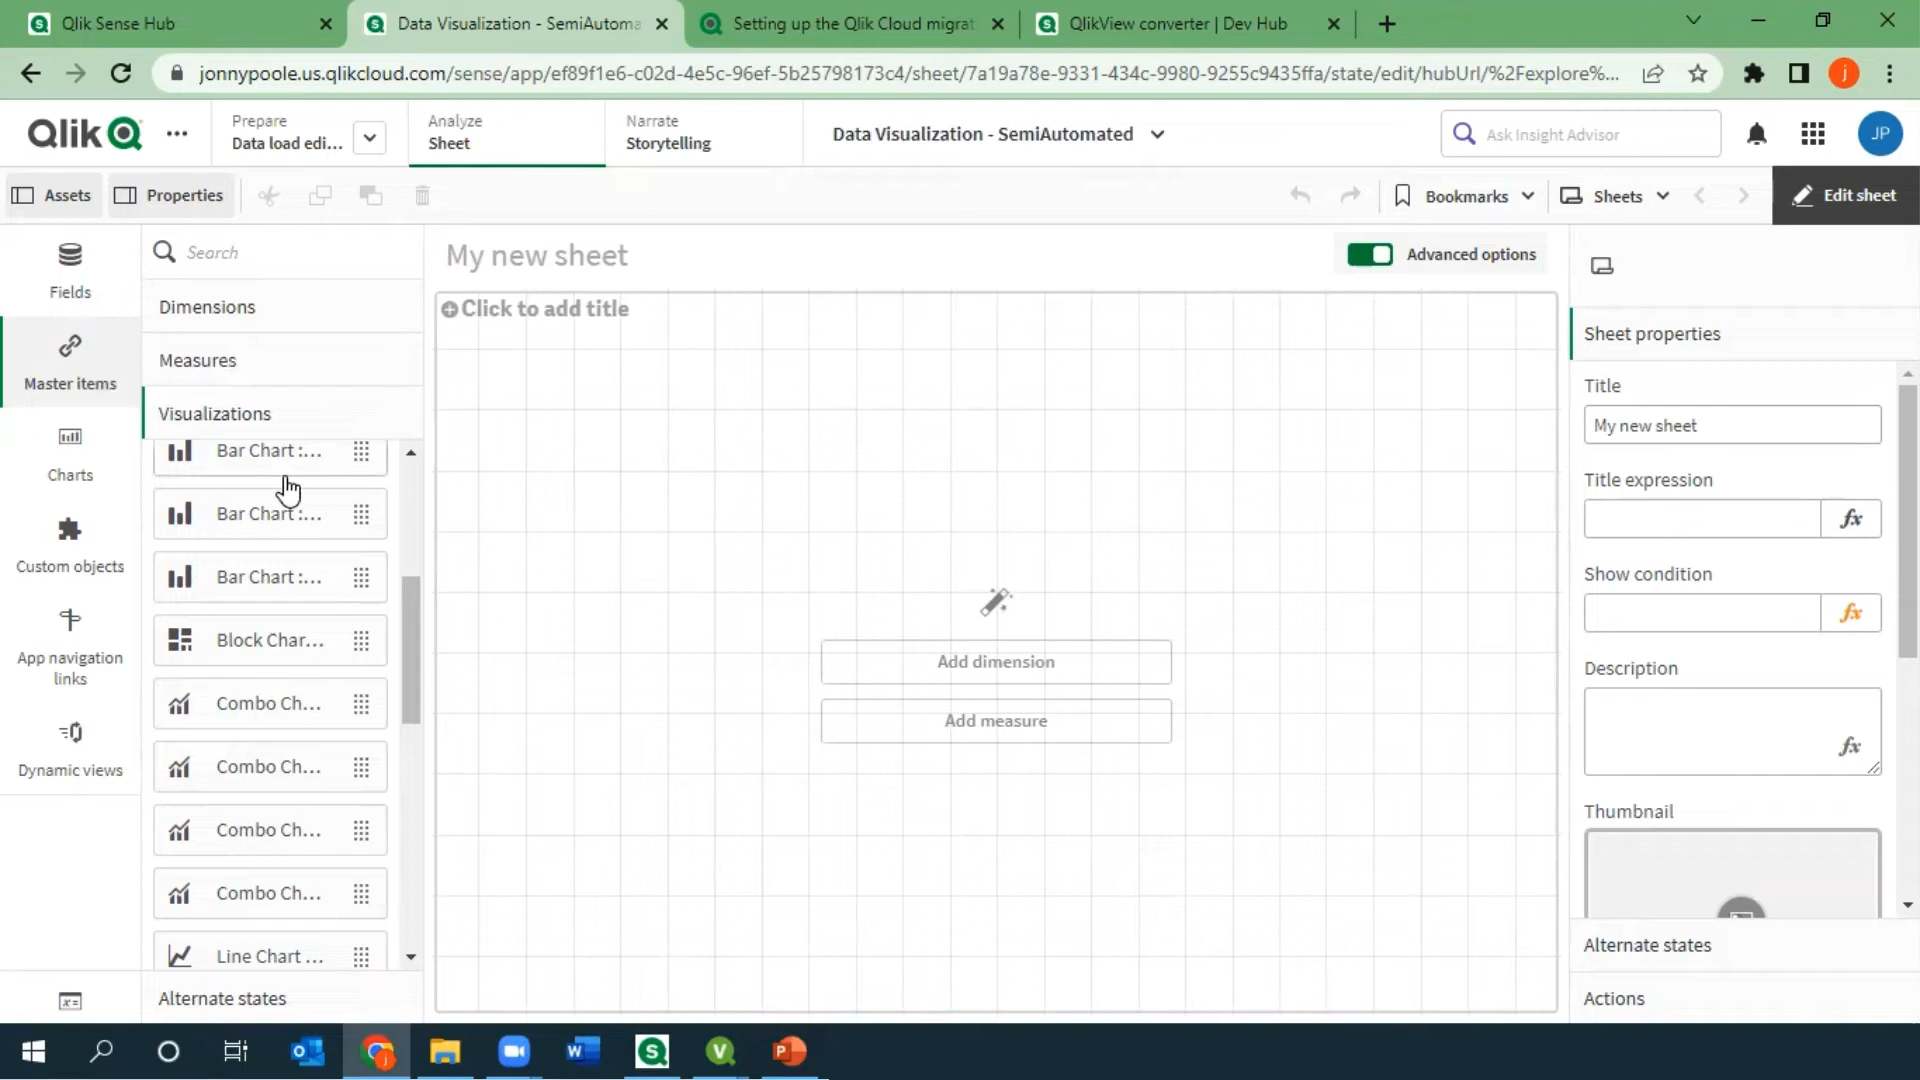 Qlik Sense Hub
Data Visualization - SemiAutoma
Setting up the Qlik Cloud migrat
QlikView converter | Dev Hub
jonnypoole.us.qlikcloud.com/sense/app/ef89f1e6-c02d-4e5c-96ef-5b25798173c4/sheet/7a19a78e-9331-434c-9980-9255c9435ffa/state/edit/hubUrl/%2Fexplore%...
j
Qlik
Prepare
Data load edi...
Analyze
Sheet
Narrate
Storytelling
Data Visualization - SemiAutomated
Ask Insight Advisor
JP
Assets
Properties
Bookmarks
Sheets
Edit sheet
Fields
Master items
Charts
Custom objects
App navigation
links
Dynamic views
Search
Dimensions
Measures
Visualizations
Bar Chart :...
Bar Chart :...
Bar Chart :...
Block Char...
Combo Ch...
Combo Ch...
Combo Ch...
Combo Ch...
Line Chart ...
Alternate states
My new sheet
Advanced options
Click to add title
Add dimension
Add measure
Sheet properties
Title
My new sheet
Title expression
fx
Show condition
fx
Description
fx
Thumbnail
Alternate states
Actions